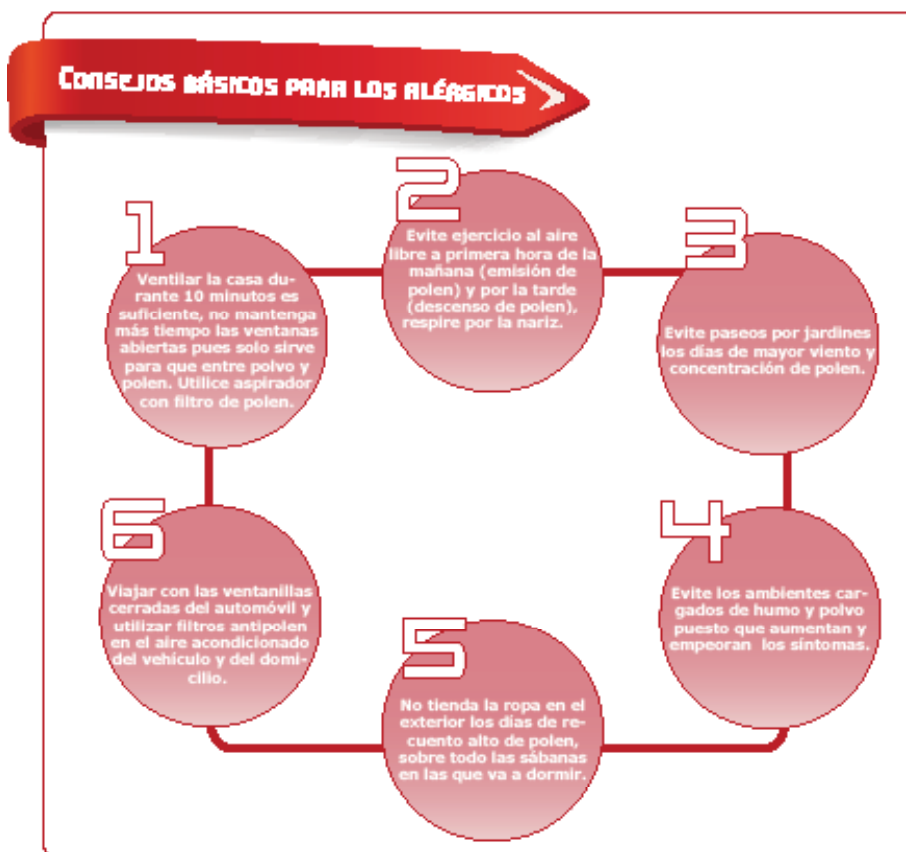 CONSEJOS BÁSICOS PARA LOS ALÉRGICOS
1
Ventilar la casa du-
rante 10 minutos es
suficiente, no mantenga
más tiempo las ventanas
abiertas pues solo sirve
para que entre polvo y
polen. Utilice aspirador
con filtro de polen.
2
Evite ejercicio al aire
libre a primera hora de la
mañana (emisión de
polen) y por la tarde
(descenso de polen),
respire por la nariz.
3
Evite paseos por jardines
los días de mayor viento y
concentración de polen.
4
Evite los ambientes car-
gados de humo y polvo
puesto que aumentan y
empeoran los síntomas.
5
No tienda la ropa en el
exterior los días de re-
cuento alto de polen,
sobre todo las sábanas
en las que va a dormir.
6
Viajar con las ventanillas
cerradas del automóvil y
utilizar filtros antipolen
en el aire acondicionado
del vehículo y del domi-
cilio.